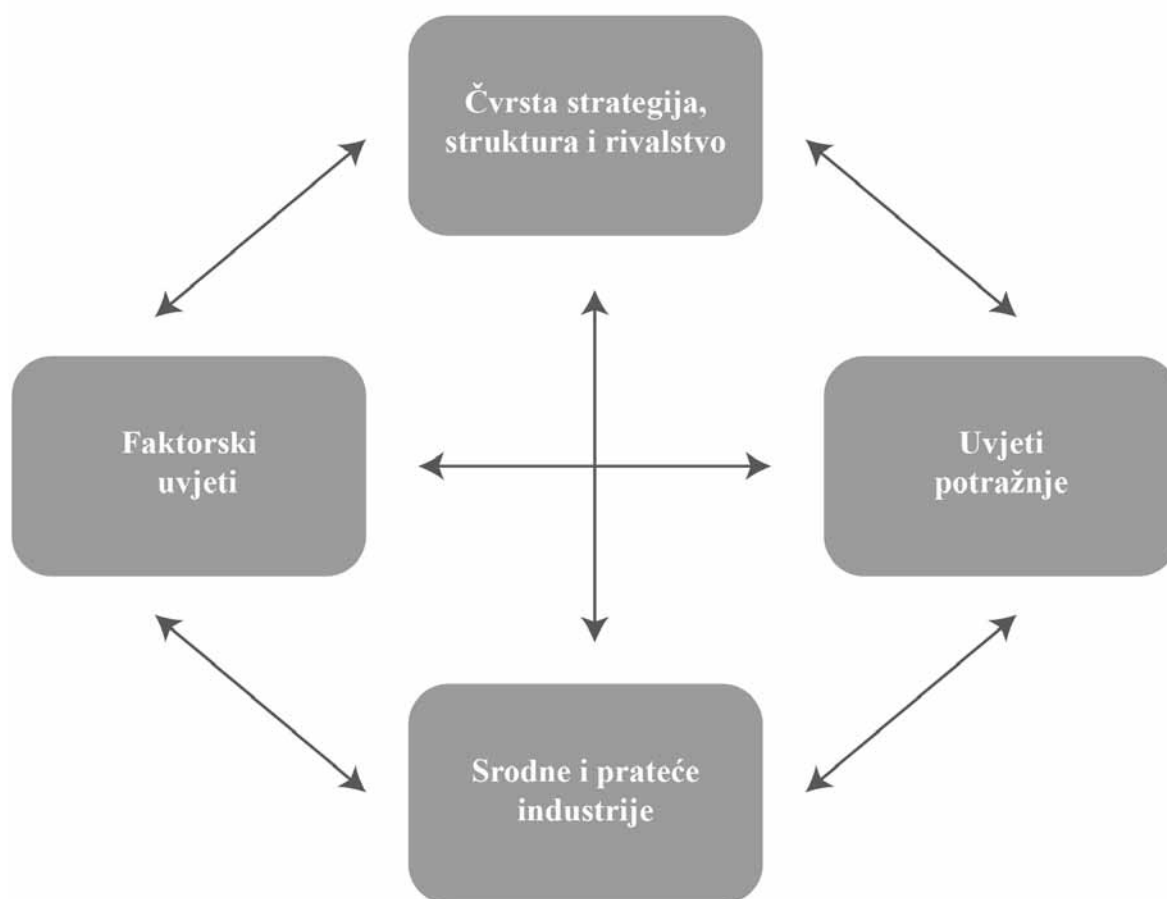 Čvrsta strategija,
struktura i rivalstvo
Faktorski
uvjeti
Uvjeti
potražnje
Srodne i prateće
industrije